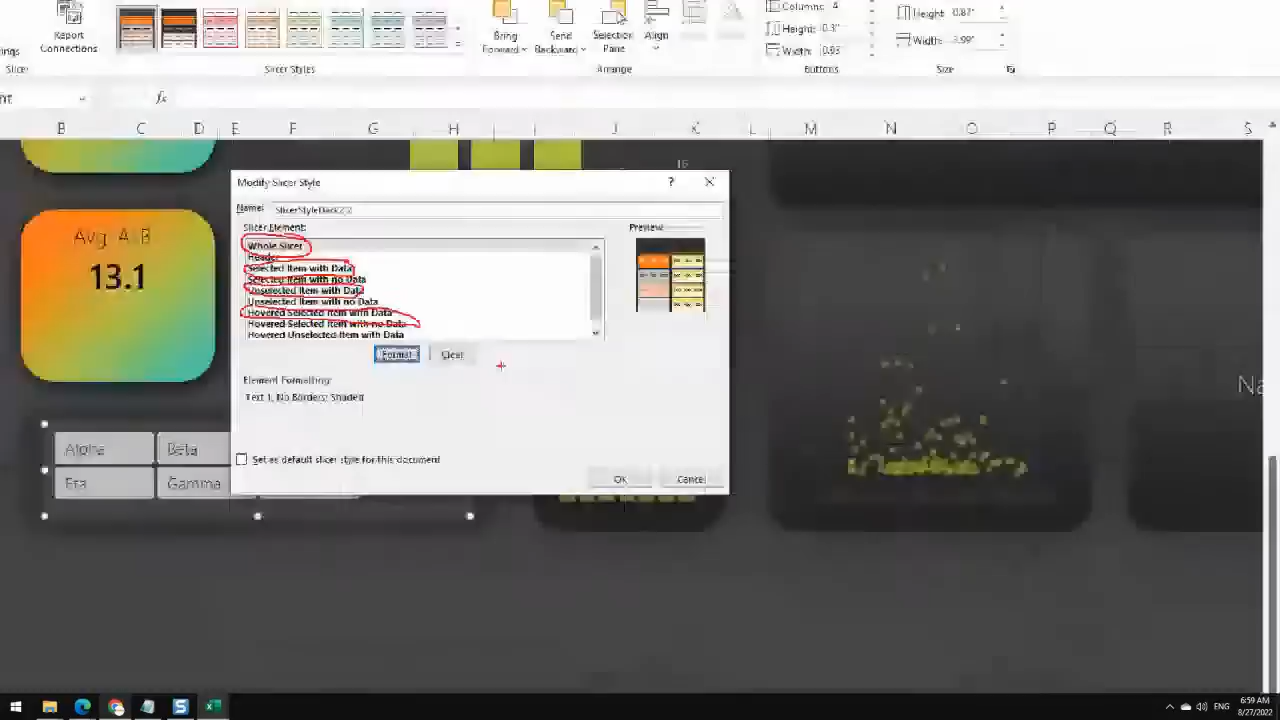 Report
Connections
Slicer Styles
Bring
Forward
Send
Backward
Selection
Pane
Align
Arrange
Columns:
Height:
Width: 0.93
Buttons
Height: 0.87"
Width:
Size
fx
B C D E F G H I J K L M N O P Q R S
Modify Slicer Style
? ×
Name:
Slicer Element:
Preview
Whole Slicer
Header
Selected Item with Data
Selected Item with no Data
Unselected Item with Data
Unselected Item with no Data
Hovered Selected Item with Data
Hovered Selected Item with no Data
Hovered Unselected Item with Data
Format
Clear
Element Formatting:
Text 1, No Borders; Shaded
Set as default slicer style for this document
OK
Cancel
13.1
Alpha
Beta
Eta
Gamma
Na
ENG
6:59 AM
8/27/2022